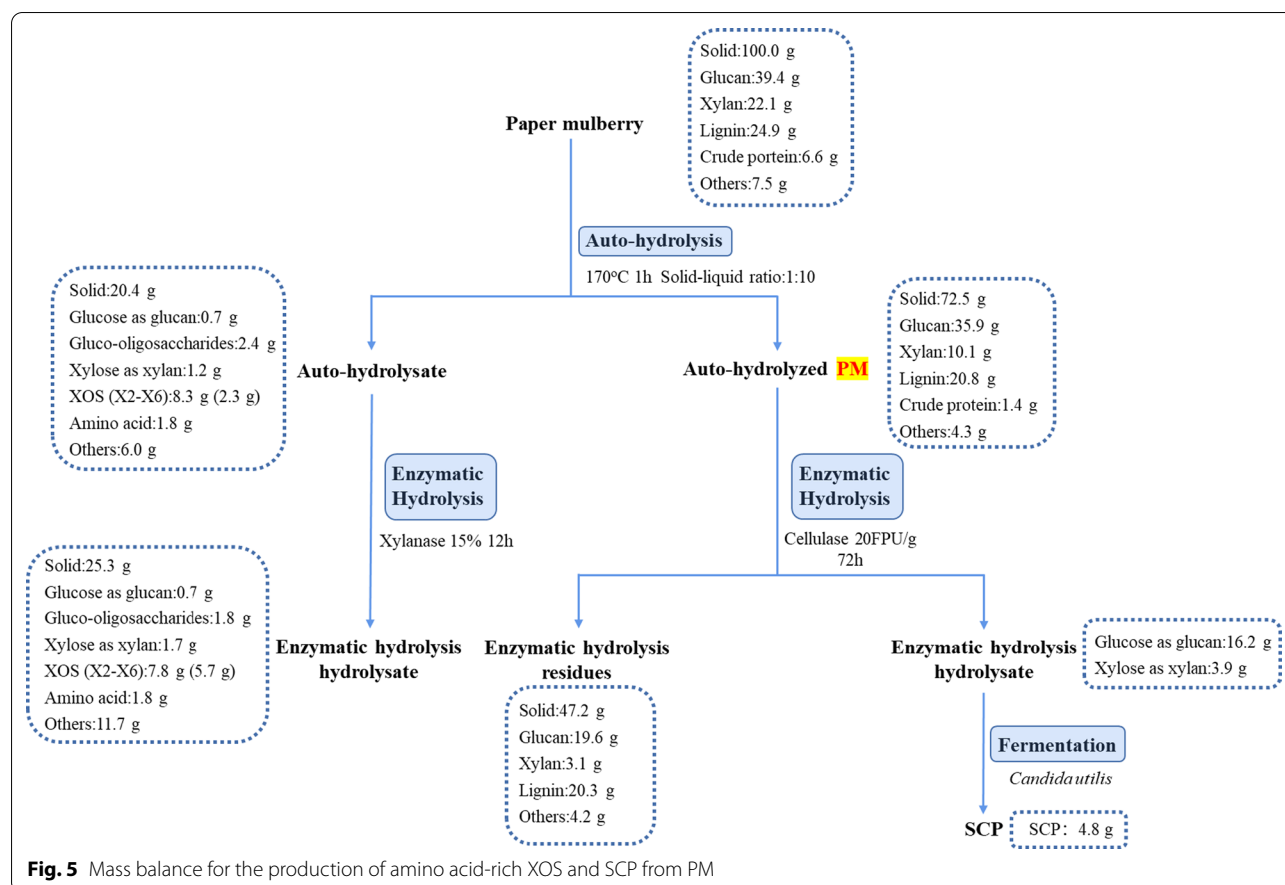 Solid:100.0 g
Glucan:39.4 g
Xylan:22.1 g
Lignin:24.9 g
Crude portein:6.6 g
Others:7.5 g
Paper mulberry
Auto-hydrolysis
170°C 1h Solid-liquid ratio:1:10
Solid:20.4 g
Glucose as glucan:0.7 g
Gluco-oligosaccharides:2.4 g
Xylose as xylan:1.2 g
XOS (X2-X6):8.3 g (2.3 g)
Amino acid:1.8 g
Others:6.0 g
Auto-hydrolysate
Auto-hydrolyzed PM
Solid:72.5 g
Glucan:35.9 g
Xylan:10.1 g
Lignin:20.8 g
Crude protein:1.4 g
Others:4.3 g
Enzymatic
Hydrolysis
Xylanase 15% 12h
Enzymatic
Hydrolysis
Cellulase 20FPU/g
72h
Solid:25.3 g
Glucose as glucan:0.7 g
Gluco-oligosaccharides:1.8 g
Xylose as xylan:1.7 g
XOS (X2-X6):7.8 g (5.7 g)
Amino acid:1.8 g
Others:11.7 g
Enzymatic hydrolysis
hydrolysate
Enzymatic hydrolysis
residues
Solid:47.2 g
Glucan:19.6 g
Xylan:3.1 g
Lignin:20.3 g
Others:4.2 g
Enzymatic hydrolysis
hydrolysate
Glucose as glucan:16.2 g
Xylose as xylan:3.9 g
Fermentation
Candida utilis
SCP
SCP: 4.8 g
Fig. 5 Mass balance for the production of amino acid-rich XOS and SCP from PM